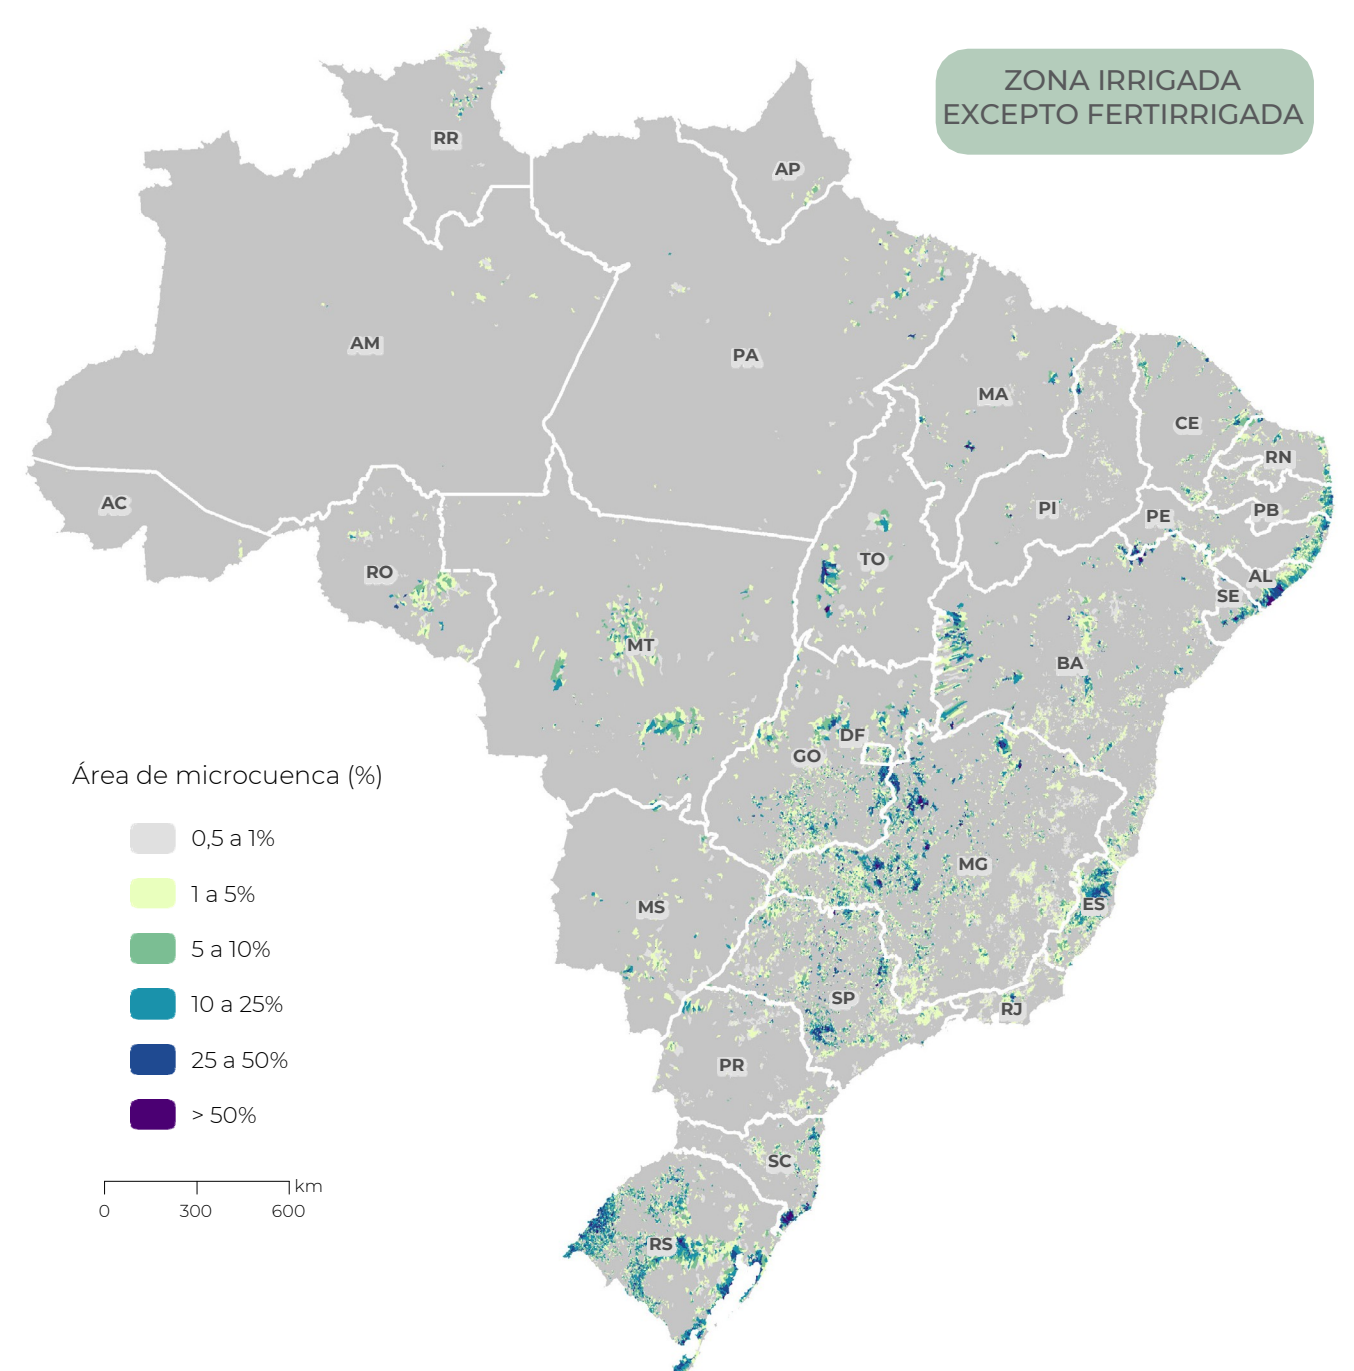 ZONA IRRIGADA
EXCEPTO FERTIRRIGADA
RR
AP
AM
PA
MA
CE
RN
AC
PI
PE
PB
RO
TO
AL
SE
MT
BA
DF
GO
Área de microcuenca (%)
0,5 a 1%
1 a 5%
5 a 10%
10 a 25%
25 a 50%
> 50%
MG
MS
ES
SP
RJ
PR
SC
RS
km
0 300 600